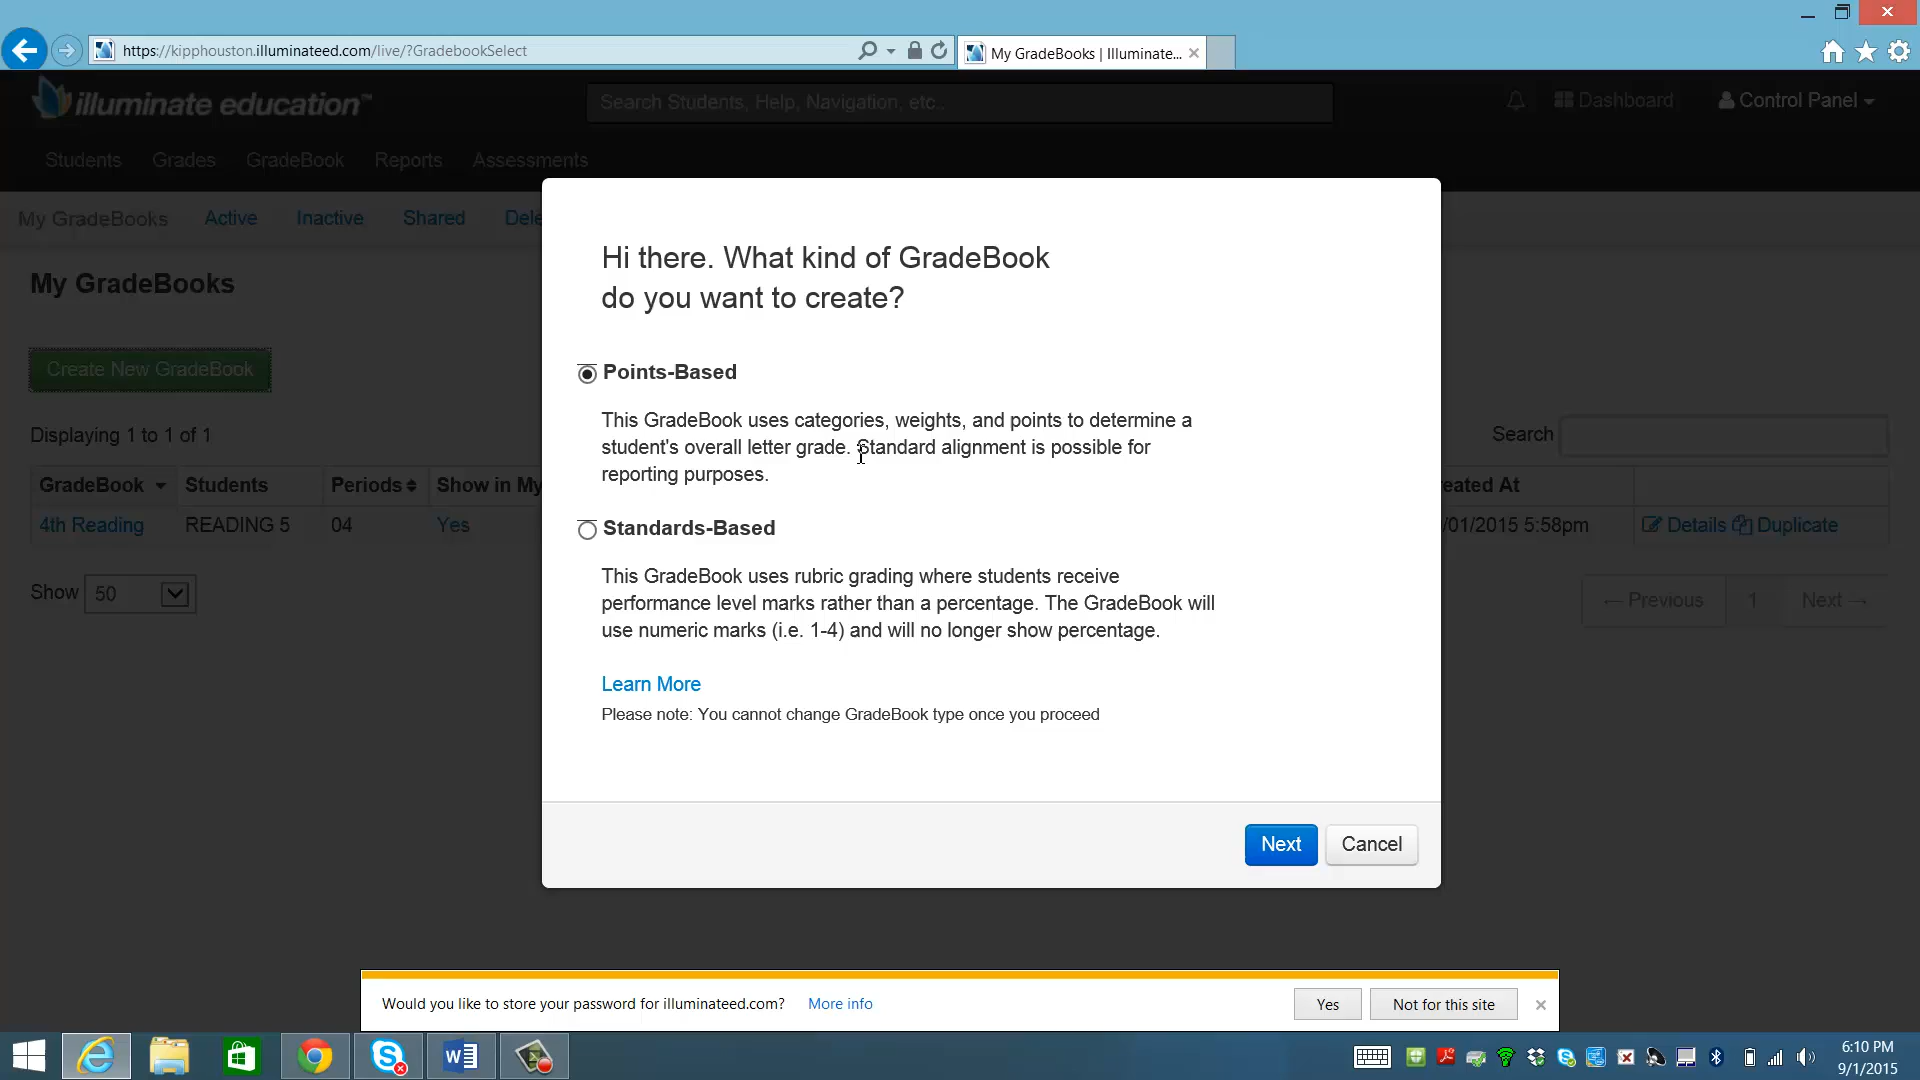 https://kipphouston.illuminateed.com/live/?GradebookSelect
My GradeBooks | Illuminate...
illuminate education™
Search Students, Help, Navigation, etc..
Dashboard
Control Panel
Students Grades GradeBook Reports Assessments
My GradeBooks Active Inactive Shared Dele
My GradeBooks
Create New GradeBook
Displaying 1 to 1 of 1
Search
GradeBook Students Periods Show in My eated At
4th Reading READING 5 04 Yes /01/2015 5:58pm Details Duplicate
Show 50
← Previous 1 Next →
Hi there. What kind of GradeBook
do you want to create?
Points-Based
This GradeBook uses categories, weights, and points to determine a
student's overall letter grade. Standard alignment is possible for
reporting purposes.
Standards-Based
This GradeBook uses rubric grading where students receive
performance level marks rather than a percentage. The GradeBook will
use numeric marks (i.e. 1-4) and will no longer show percentage.
Learn More
Please note: You cannot change GradeBook type once you proceed
Next Cancel
Would you like to store your password for illuminateed.com? More info Yes Not for this site
6:10 PM
9/1/2015